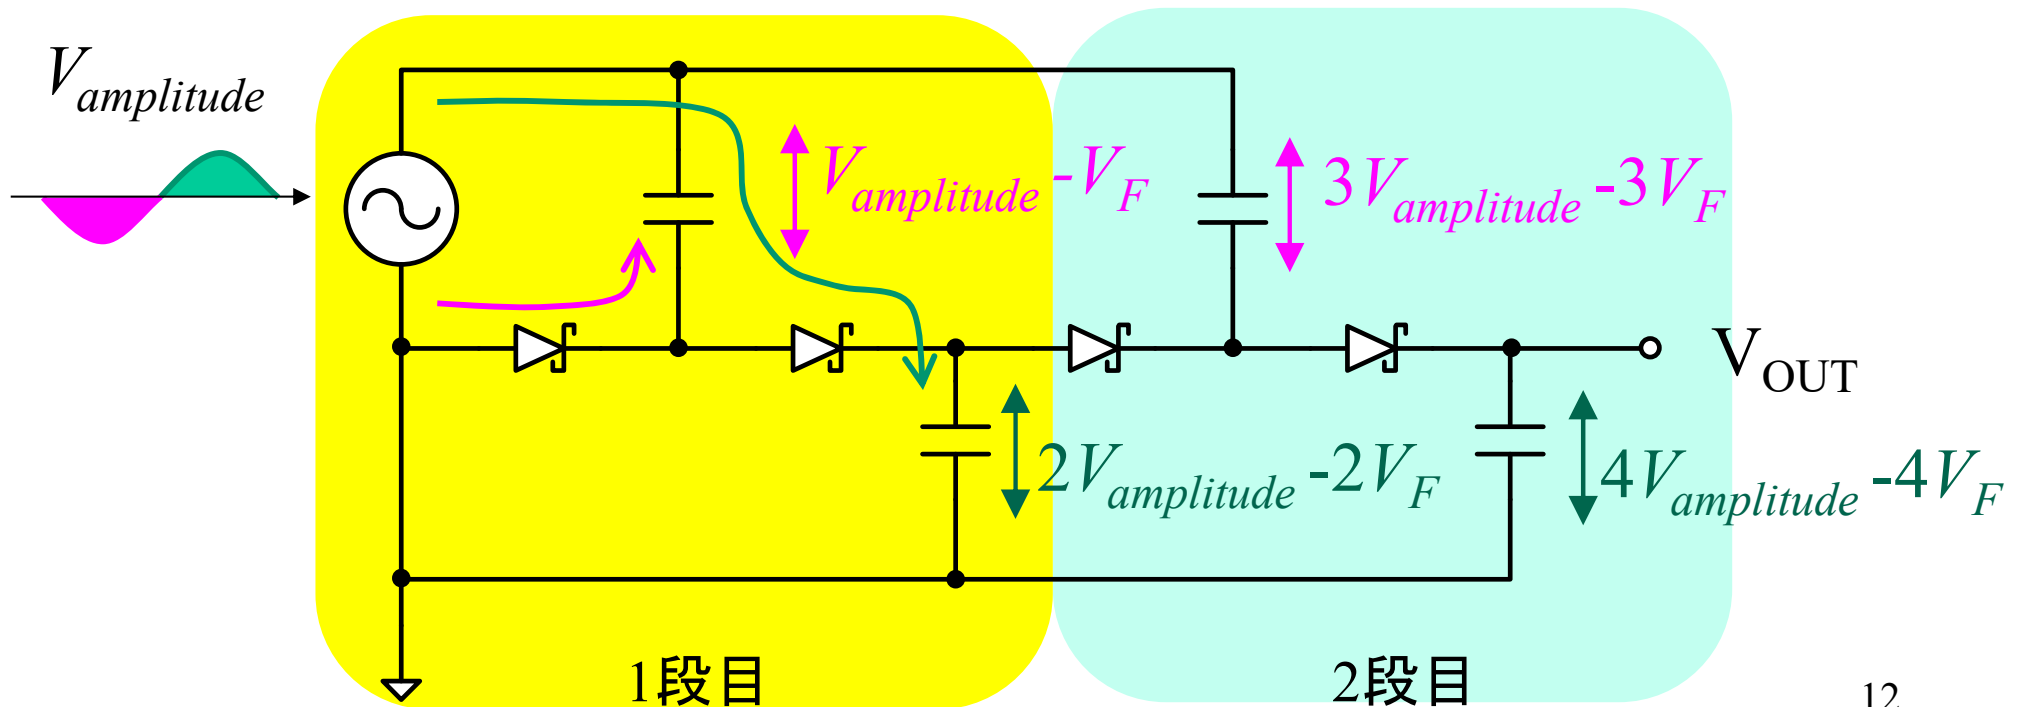 V_amplitude
V_amplitude -V_F
3V_amplitude -3V_F
V_OUT
2V_amplitude -2V_F
4V_amplitude -4V_F
1段目
2段目
12